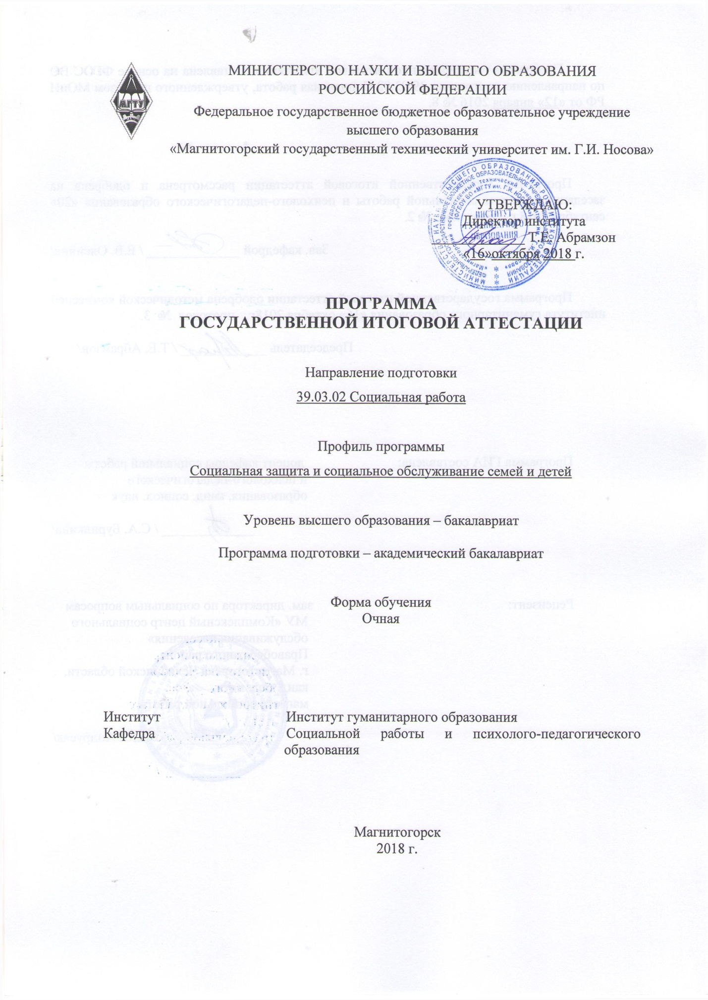 МИНИСТЕРСТВО НАУКИ И ВЫСШЕГО ОБРАЗОВАНИЯ
РОССИЙСКОЙ ФЕДЕРАЦИИ
Федеральное государственное бюджетное образовательное учреждение
высшего образования
«Магнитогорский государственный технический университет им. Г.И. Носова»
МГТУ
УТВЕРЖДАЮ:
Директор института
Т.Е. Абрамзон
«16»октября 2018 г.
ИНСТИТУТ
ГУМАНИТАРНОГО
ОБРАЗОВАНИЯ
ПРОГРАММА
ГОСУДАРСТВЕННОЙ ИТОГОВОЙ АТТЕСТАЦИИ
Направление подготовки
39.03.02 Социальная работа
Профиль программы
Социальная защита и социальное обслуживание семей и детей
Уровень высшего образования – бакалавриат
Программа подготовки – академический бакалавриат
Форма обучения
Очная
Институт Институт гуманитарного образования
Кафедра Социальной работы и психолого-педагогического
образования
Магнитогорск
2018 г.